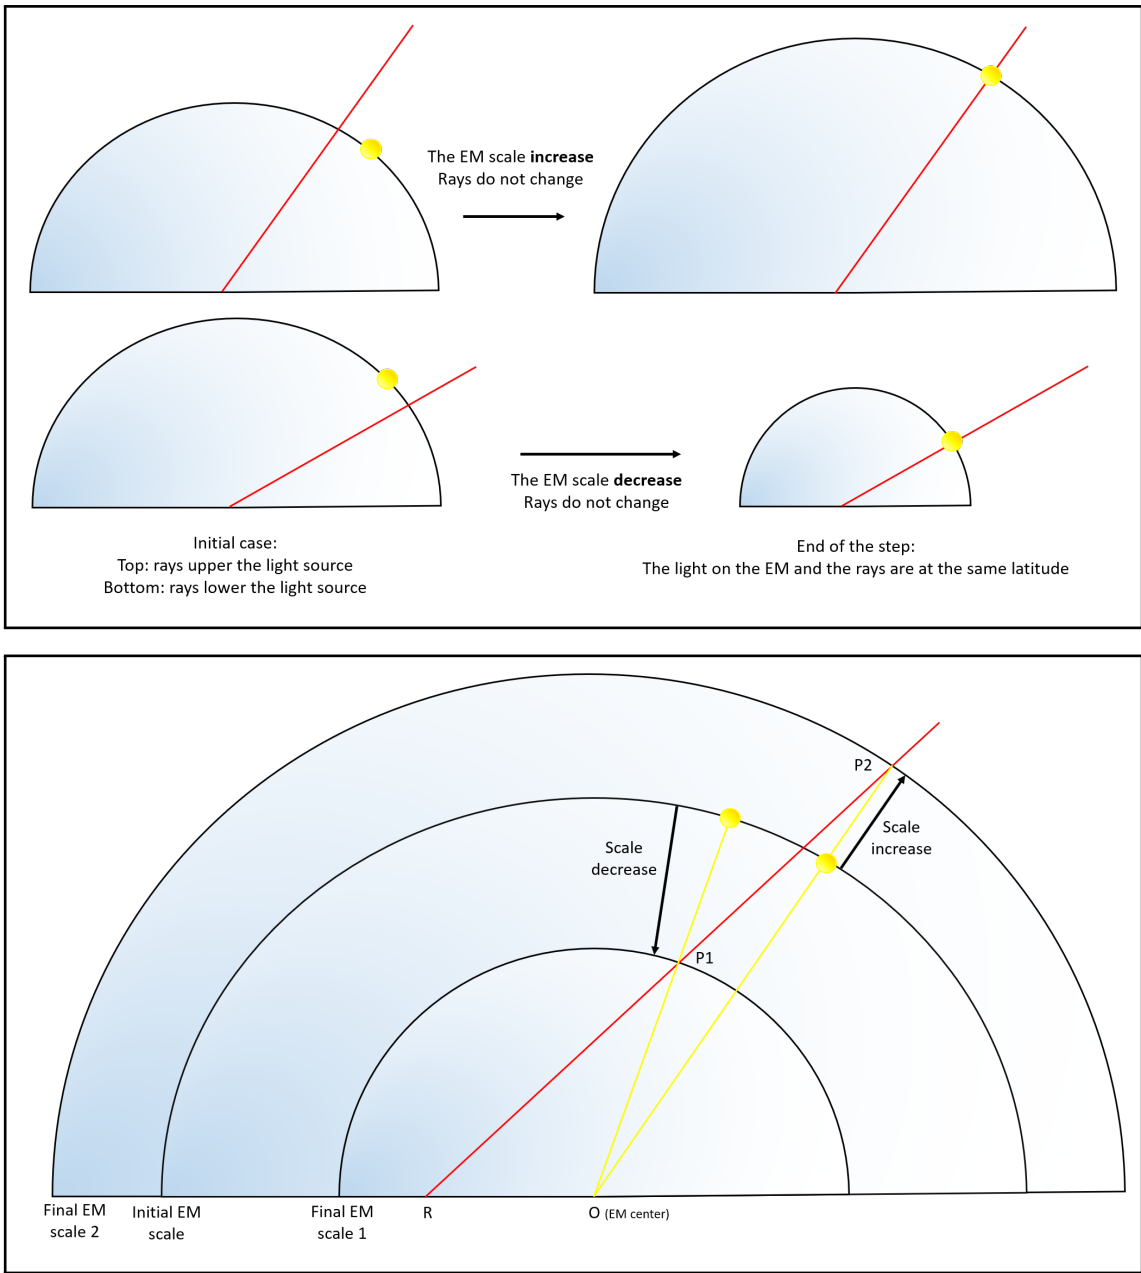 The EM scale increase
Rays do not change
The EM scale decrease
Rays do not change
Initial case:
Top: rays upper the light source
Bottom: rays lower the light source
End of the step:
The light on the EM and the rays are at the same latitude
P2
Scale
increase
Scale
decrease
P1
Final EM
scale 2
Initial EM
scale
Final EM
scale 1
R
O (EM center)